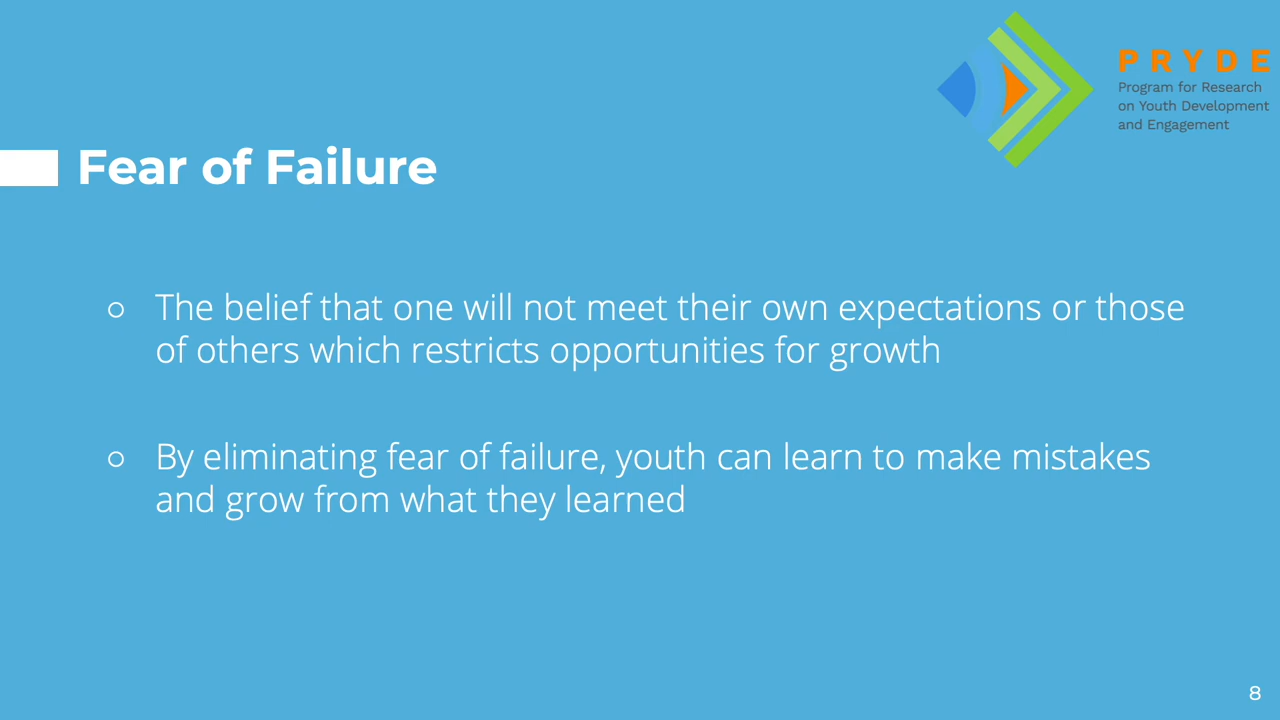 P R Y D E
Program for Research
on Youth Development
and Engagement
Fear of Failure
○ The belief that one will not meet their own expectations or those
of others which restricts opportunities for growth
○ By eliminating fear of failure, youth can learn to make mistakes
and grow from what they learned
8